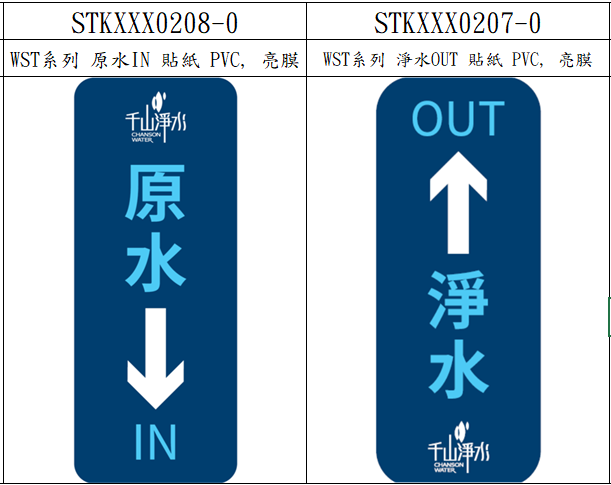 STKXXX0208-0
WST系列 原水IN 貼紙 PVC, 亮膜
千山淨水
CHANSON
WATER
原
水
IN
STKXXX0207-0
WST系列 淨水OUT 貼紙 PVC, 亮膜
OUT
淨
水
千山淨水
CHANSON
WATER